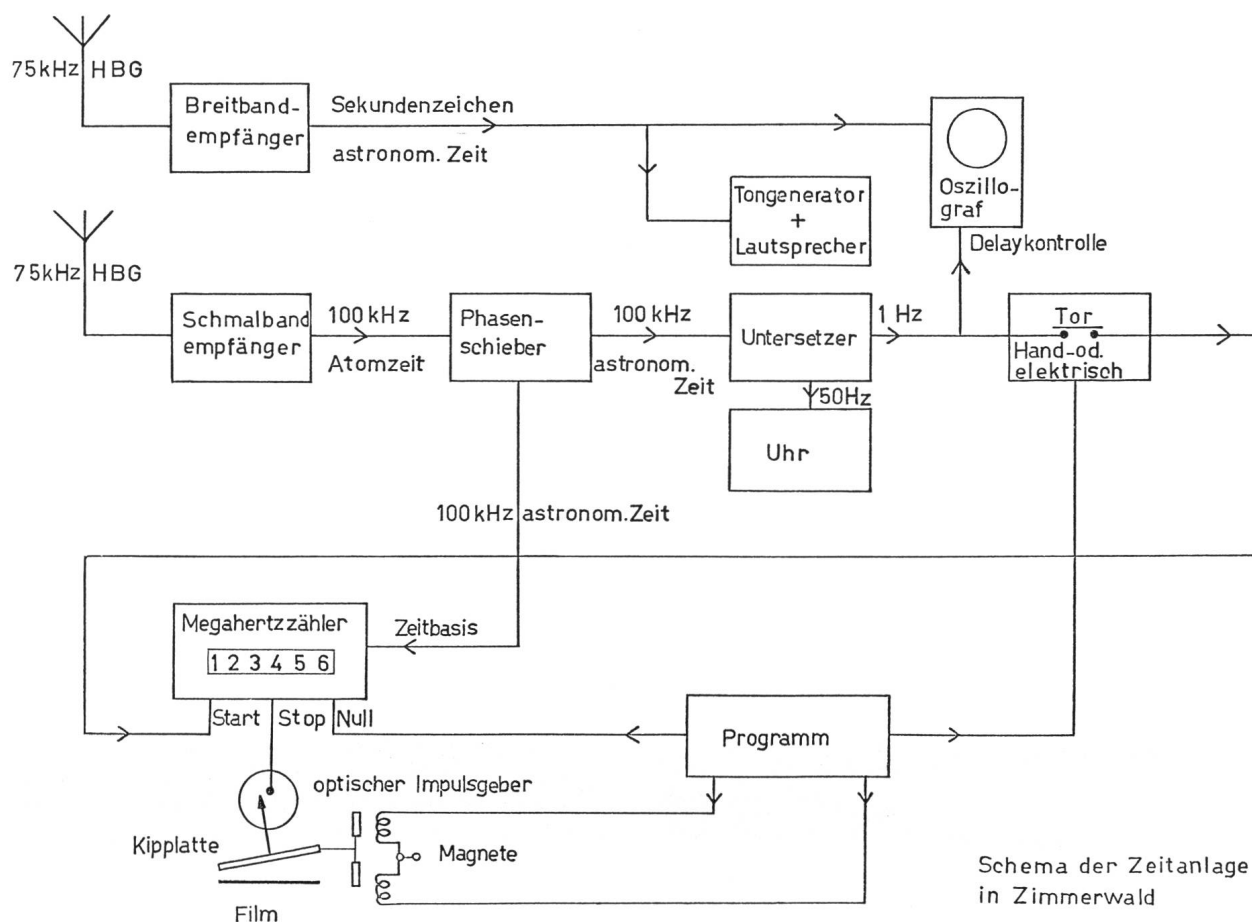 75kHz HBG
Breitband-
empfänger
Sekundenzeichen
astronom. Zeit
Tongenerator
+
Lautsprecher
Oszillo-
graf
Delaykontrolle
75kHz HBG
Schmalband
empfänger
100 kHz
Atomzeit
Phasen-
schieber
100 kHz
astronom.
Zeit
Untersetzer
1 Hz
50Hz
Uhr
Tor
Hand-od.
elektrisch
100 kHz astronom. Zeit
Megahertzzähler
1 2 3 4 5 6
Zeitbasis
Start Stop Null
Programm
optischer Impulsgeber
Kipplatte
Magnete
Film
Schema der Zeitanlage
in Zimmerwald